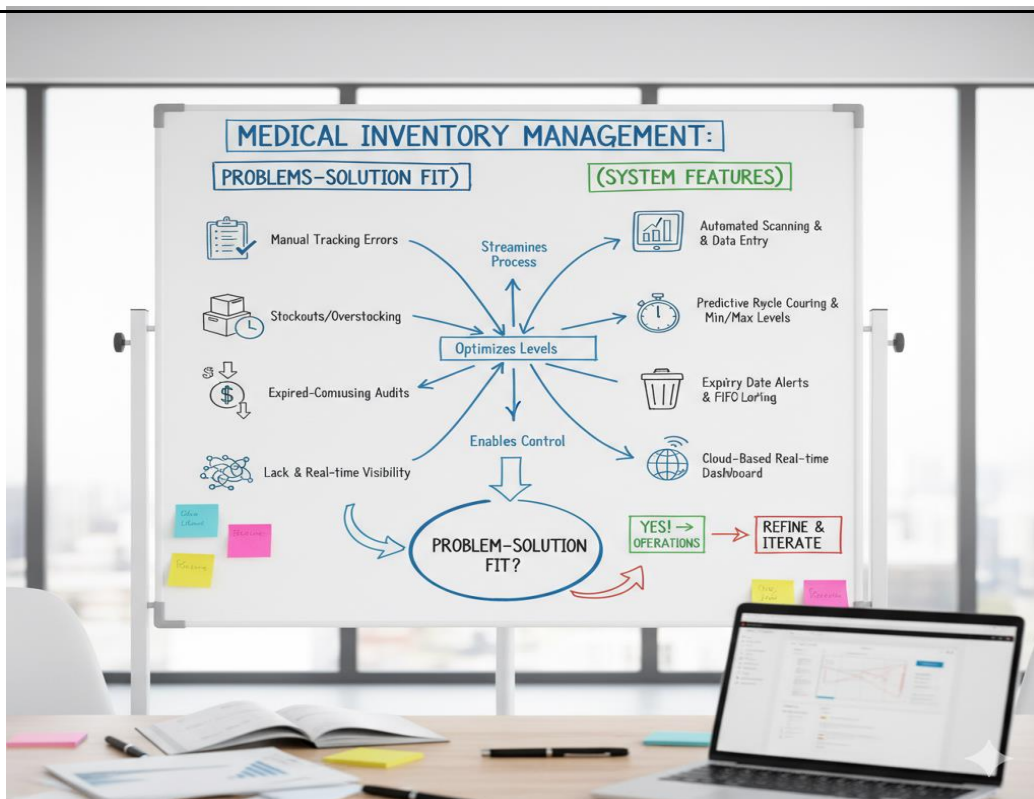 MEDICAL INVENTORY MANAGEMENT:
PROBLEMS-SOLUTION FIT)
(SYSTEM FEATURES)
Manual Tracking Errors
Automated Scanning &
& Data Entry
Streamines
Process
Stockouts/Overstocking
Predictive Rycle Couring &
Min/Max Levels
Optimizes Levels
Expired-Comusing Audits
Expiry Date Alerts
& FIFO
Enables Control
Lack & Real-time Visibility
Cloud-Based Real-time
Dashboard
PROBLEM-SOLUTION
FIT?
YES! →
OFERATIONS
REFINE &
ITERATE